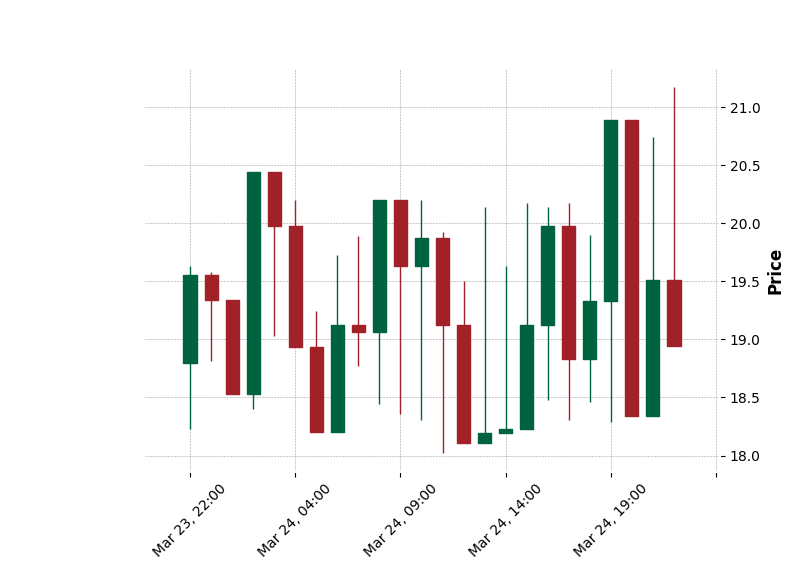 21.0
20.5
20.0
19.5
19.0
18.5
18.0
Price
Mar 23, 22:00
Mar 24, 04:00
Mar 24, 09:00
Mar 24, 14:00
Mar 24, 19:00